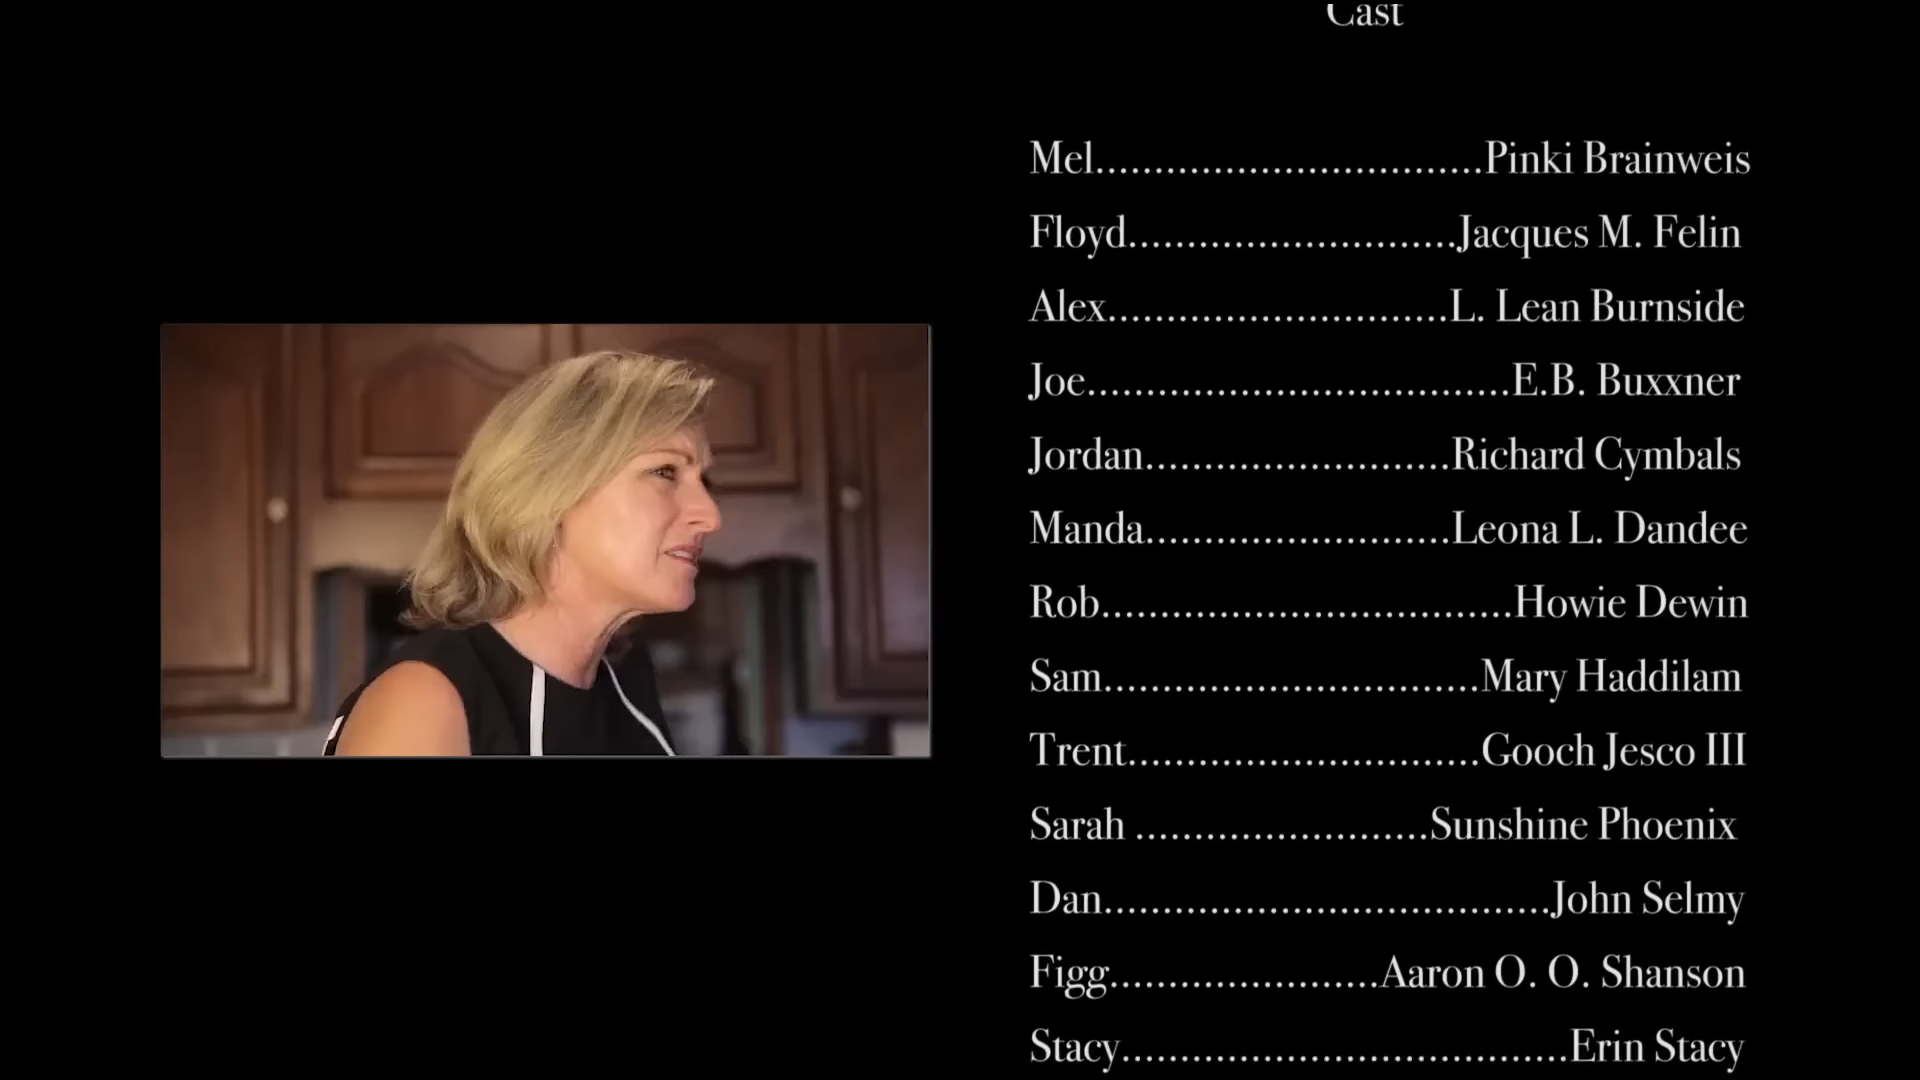 Cast
Mel.................................Pinki Brainweis
Floyd............................Jacques M. Felin
Alex.............................L. Lean Burnside
Joe....................................E.B. Buxxner
Jordan..........................Richard Cymbals
Manda..........................Leona L. Dandee
Rob...................................Howie Dewin
Sam................................Mary Haddilam
Trent..............................Gooch Jesco III
Sarah .........................Sunshine Phoenix
Dan......................................John Selmy
Figg.......................Aaron O. O. Shanson
Stacy......................................Erin Stacy